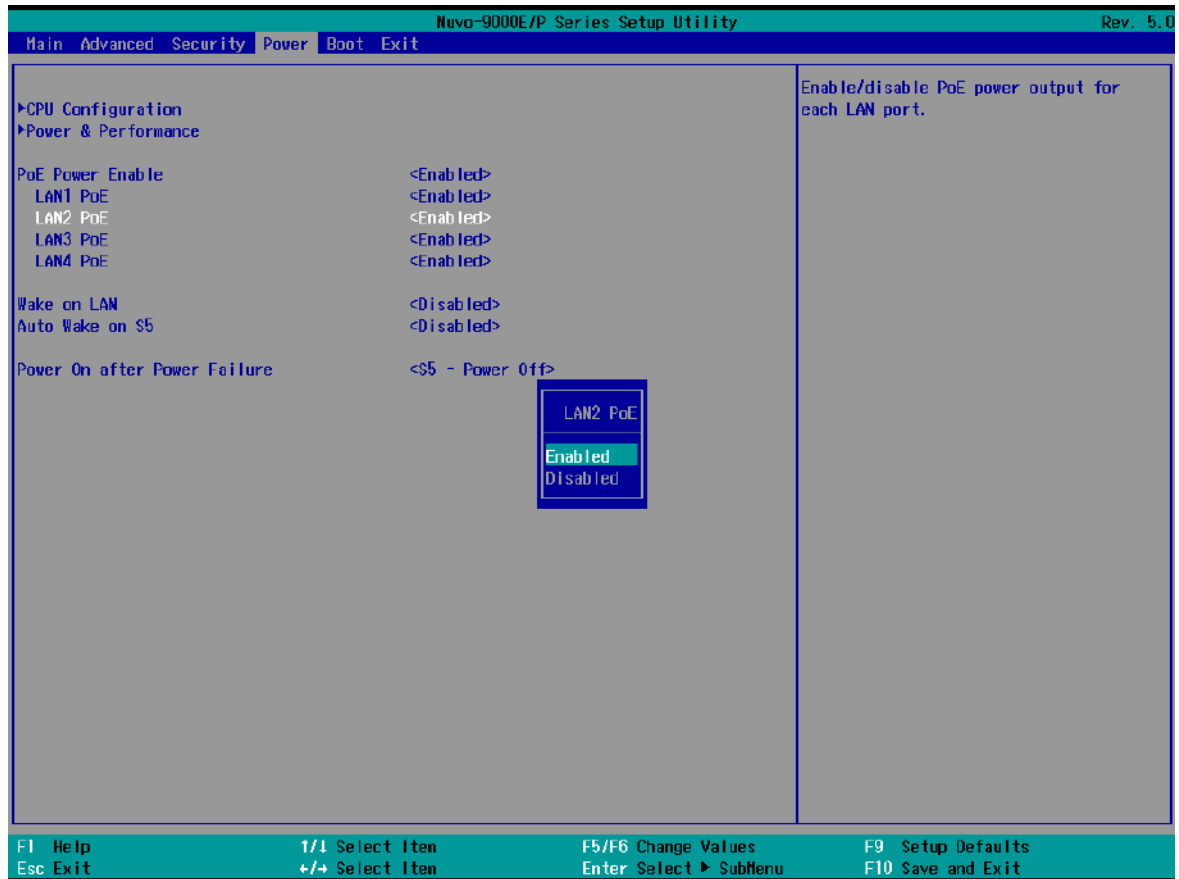 Nuvo-9000E/P Series Setup Utility Rev. 5.0
Main Advanced Security Power Boot Exit
►CPU Configuration
►Power & Performance
PoE Power Enable <Enabled>
LAN1 PoE <Enabled>
LAN2 PoE <Enabled>
LAN3 PoE <Enabled>
LAN4 PoE <Enabled>
Wake on LAN <Disabled>
Auto Wake on S5 <Disabled>
Power On after Power Failure <S5 - Power Off>
LAN2 PoE
Enabled
Disabled
Enable/disable PoE power output for
each LAN port.
F1 Help ↑/↓ Select Item F5/F6 Change Values F9 Setup Defaults
Esc Exit ←/→ Select Item Enter Select ► SubMenu F10 Save and Exit